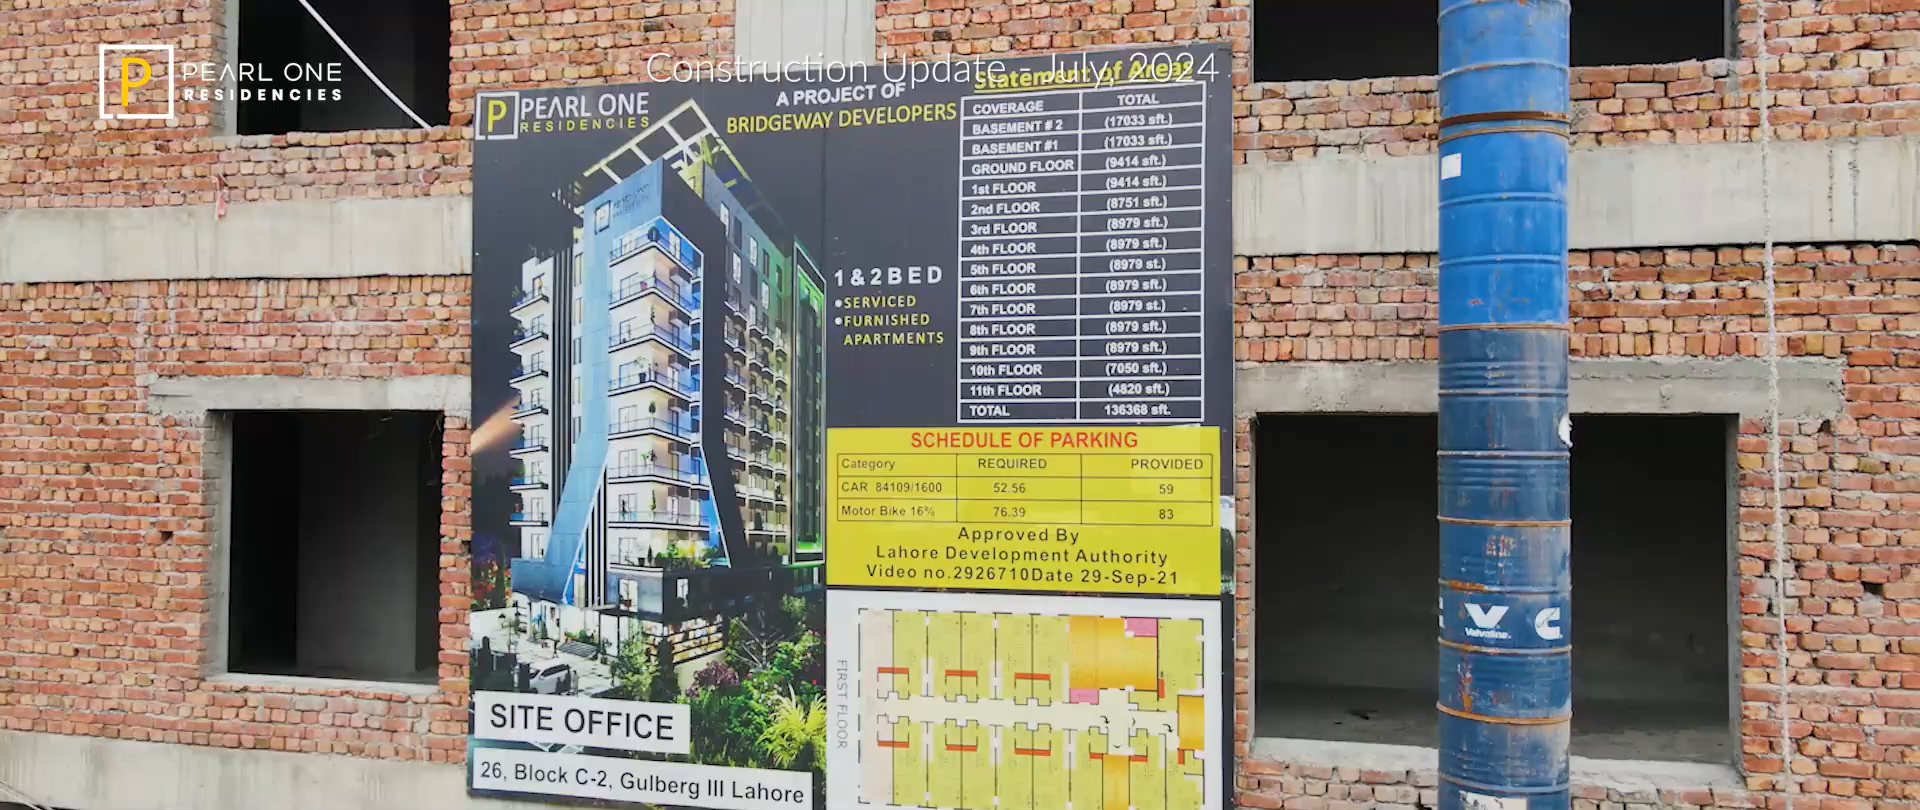 PEARL ONE
RESIDENCIES
Construction Update - July, 2024
PEARL ONE
RESIDENCIES
A PROJECT OF
BRIDGEWAY DEVELOPERS
Statement of Areas
COVERAGE TOTAL
BASEMENT # 2 (17033 sft.)
BASEMENT #1 (17033 sft.)
GROUND FLOOR (9414 sft.)
1st FLOOR (9414 sft.)
2nd FLOOR (8751 sft.)
3rd FLOOR (8979 sft.)
4th FLOOR (8979 sft.)
5th FLOOR (8979 st.)
6th FLOOR (8979 sft.)
7th FLOOR (8979 st.)
8th FLOOR (8979 sft.)
9th FLOOR (8979 sft.)
10th FLOOR (7050 sft.)
11th FLOOR (4820 sft.)
TOTAL 136368 sft.
1 & 2 BED
•SERVICED
•FURNISHED
APARTMENTS
SCHEDULE OF PARKING
Category REQUIRED PROVIDED
CAR 84109/1600 52.56 59
Motor Bike 16% 76.39 83
Approved By
Lahore Development Authority
Video no.2926710Date 29-Sep-21
FIRST FLOOR
SITE OFFICE
26, Block C-2, Gulberg III Lahore
Valvoline